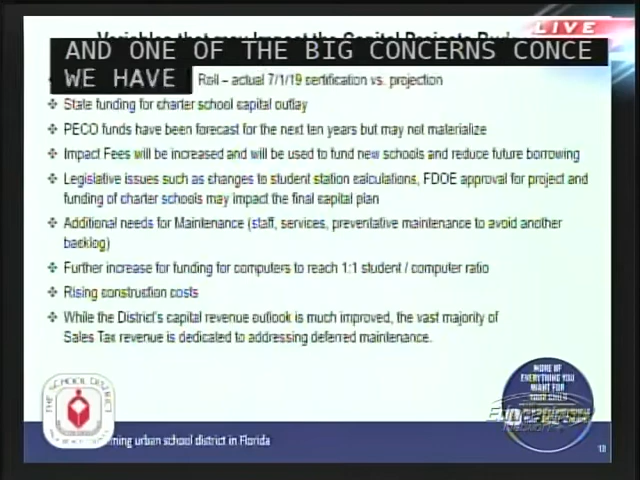 LIVE
Variables that may Impact the Capital Projects
AND ONE OF THE BIG CONCERNS CONCE
WE HAVE
Roll – actual 7/1/19 certification vs. projection
❖ State funding for charter school capital outlay
❖ PECO funds have been forecast for the next ten years but may not materialize
❖ Impact Fees will be increased and will be used to fund new schools and reduce future borrowing
❖ Legislative issues such as changes to student station calculations, FDOE approval for project and
funding of charter schools may impact the final capital plan
❖ Additional needs for Maintenance (staff, services, preventative maintenance to avoid another
backlog)
❖ Further increase for funding for computers to reach 1:1 student / computer ratio
❖ Rising construction costs
❖ While the District's capital revenue outlook is much improved, the vast majority of
Sales Tax revenue is dedicated to addressing deferred maintenance.
THE SCHOOL DISTRICT
MORE OF
EVERYTHING YOU
WANT FOR
YOUR CHILD
urban school district in Florida